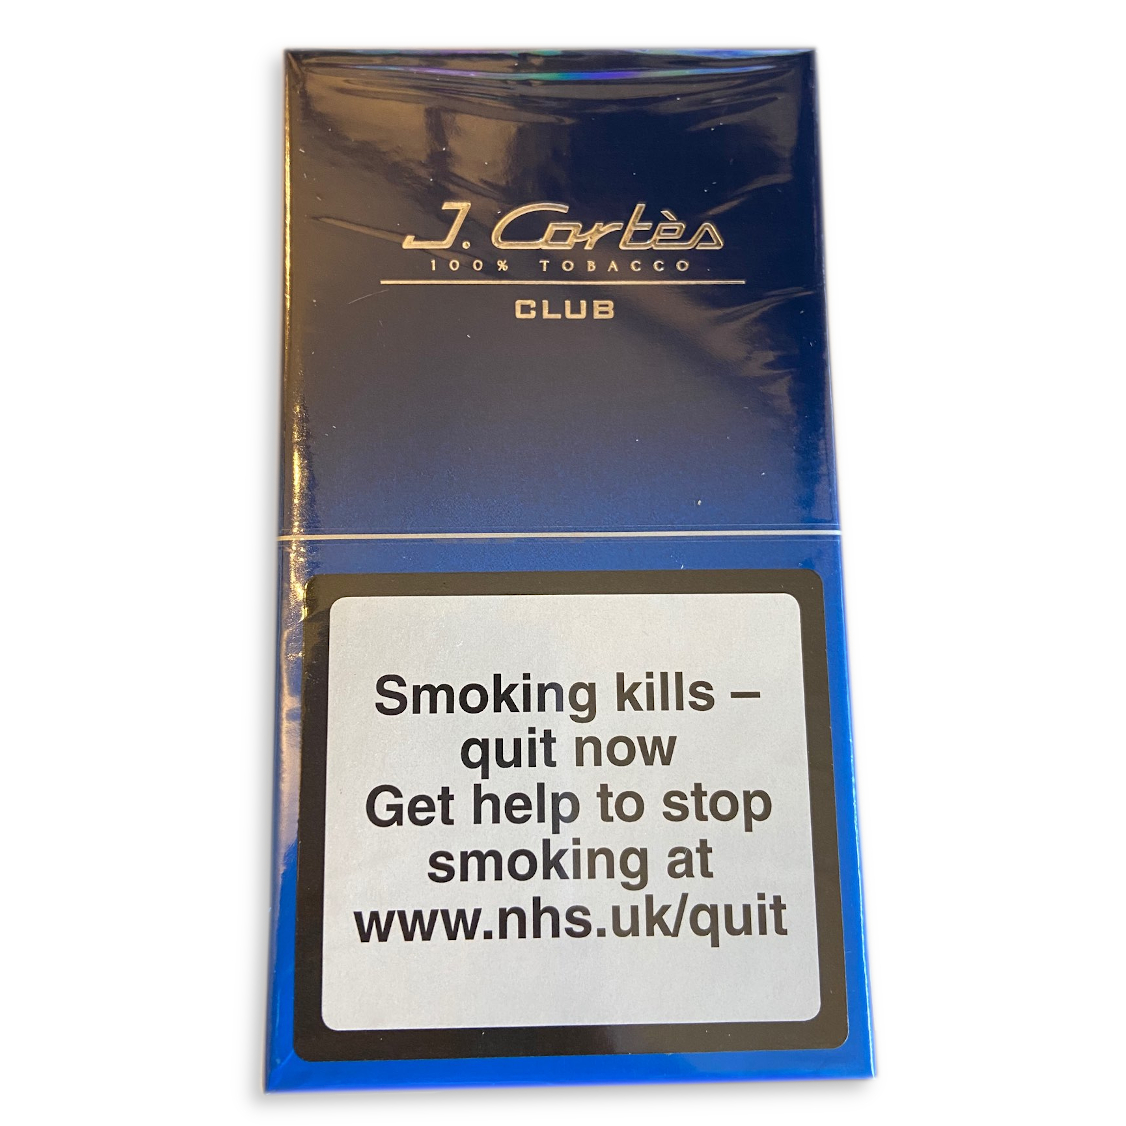 J. Cortès
100% TOBACCO
CLUB
Smoking kills –
quit now
Get help to stop
smoking at
www.nhs.uk/quit